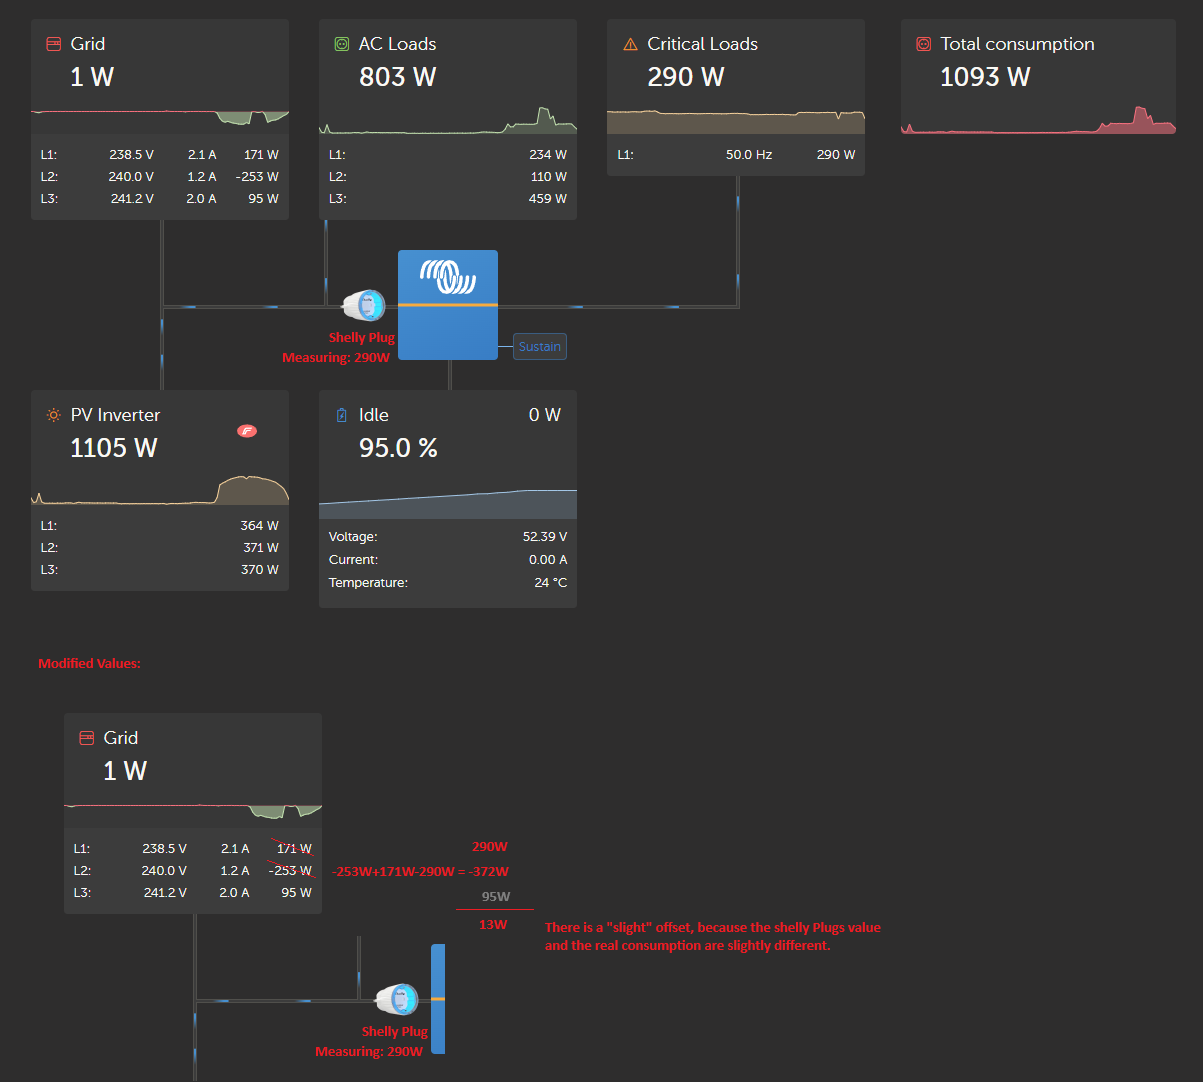 Grid
1 W
L1: 238.5 V 2.1 A 171 W
L2: 240.0 V 1.2 A -253 W
L3: 241.2 V 2.0 A 95 W
AC Loads
803 W
L1: 234 W
L2: 110 W
L3: 459 W
Critical Loads
290 W
L1: 50.0 Hz 290 W
Total consumption
1093 W
Shelly Plug
Measuring: 290W
Sustain
PV Inverter
1105 W
L1: 364 W
L2: 371 W
L3: 370 W
Idle 0 W
95.0 %
Voltage: 52.39 V
Current: 0.00 A
Temperature: 24 °C
Modified Values:
Grid
1 W
L1: 238.5 V 2.1 A 171 W 290W
L2: 240.0 V 1.2 A -253 W -253W+171W-290W = -372W
L3: 241.2 V 2.0 A 95 W 95W
13W
There is a "slight" offset, because the shelly Plugs value
and the real consumption are slightly different.
Shelly Plug
Measuring: 290W